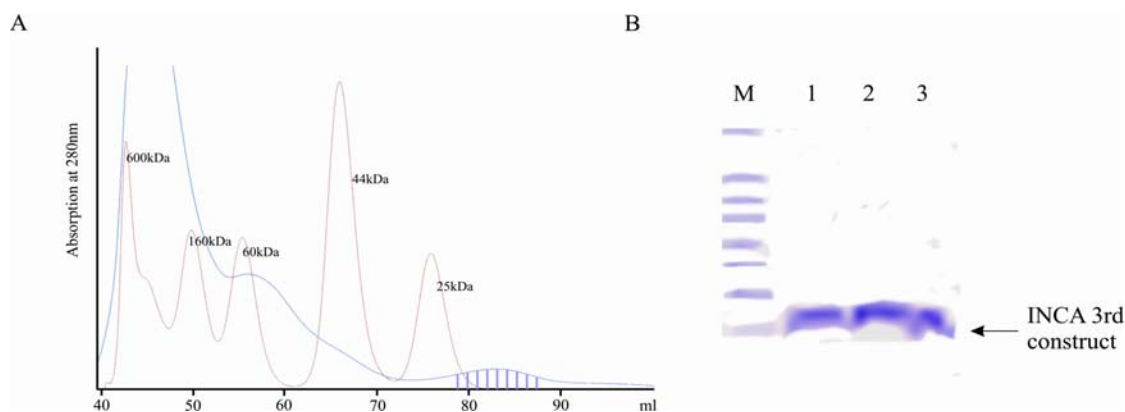 A
Absorption at 280nm
600kDa
160kDa
60kDa
44kDa
25kDa
40 50 60 70 80 90 ml
B
M 1 2 3
INCA 3rd
construct